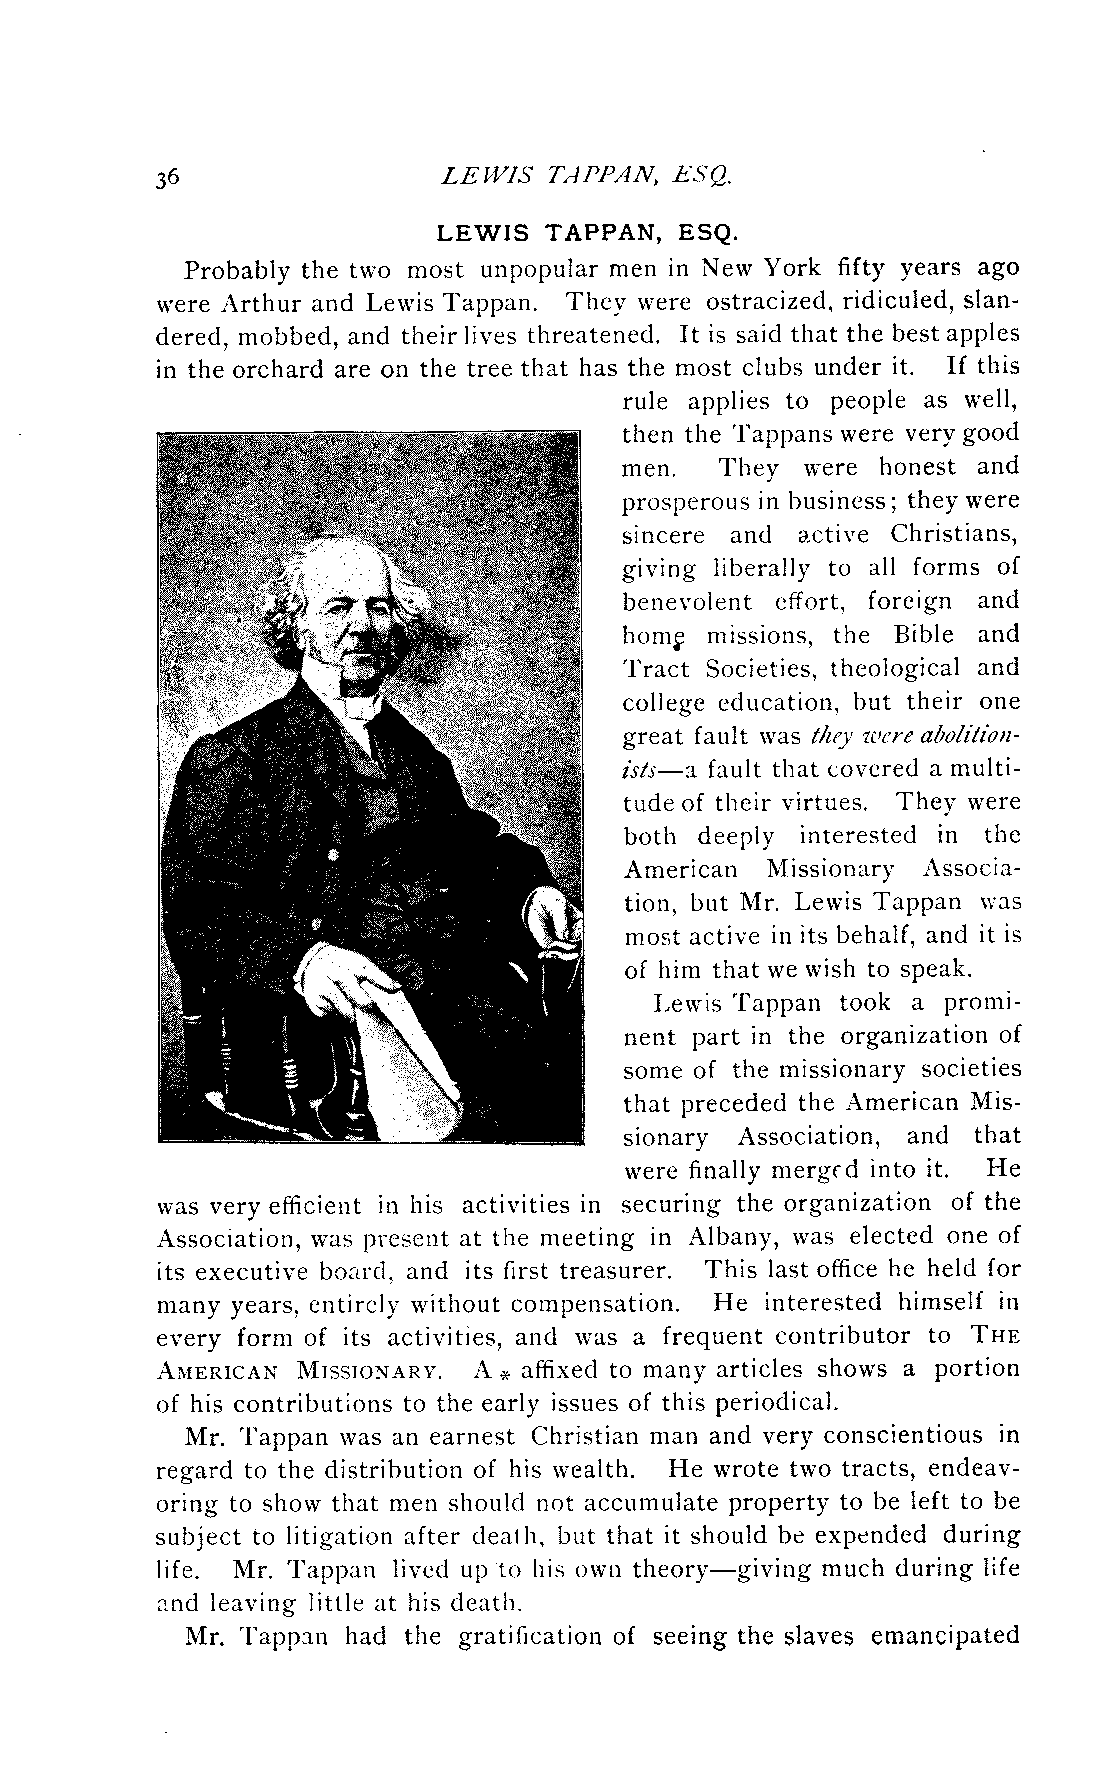 36 LEWIS TAPPAN, ESQ.
LEWIS TAPPAN, ESQ.
Probably the two most unpopular men in New York fifty years ago
were Arthur and Lewis Tappan. They were ostracized, ridiculed, slan-
dered, mobbed, and their lives threatened. It is said that the best apples
in the orchard are on the tree that has the most clubs under it. If this
rule applies to people as well,
then the Tappans were very good
men. They were honest and
prosperous in business; they were
sincere and active Christians,
giving liberally to all forms of
benevolent effort, foreign and
home missions, the Bible and
Tract Societies, theological and
college education, but their one
great fault was they were abolition-
ists—a fault that covered a multi-
tude of their virtues. They were
both deeply interested in the
American Missionary Associa-
tion, but Mr. Lewis Tappan was
most active in its behalf, and it is
of him that we wish to speak.
Lewis Tappan took a promi-
nent part in the organization of
some of the missionary societies
that preceded the American Mis-
sionary Association, and that
were finally merged into it. He
was very efficient in his activities in securing the organization of the
Association, was present at the meeting in Albany, was elected one of
its executive board, and its first treasurer. This last office he held for
many years, entirely without compensation. He interested himself in
every form of its activities, and was a frequent contributor to THE
AMERICAN MISSIONARY. A * affixed to many articles shows a portion
of his contributions to the early issues of this periodical.
Mr. Tappan was an earnest Christian man and very conscientious in
regard to the distribution of his wealth. He wrote two tracts, endeav-
oring to show that men should not accumulate property to be left to be
subject to litigation after death, but that it should be expended during
life. Mr. Tappan lived up to his own theory—giving much during life
and leaving little at his death.
Mr. Tappan had the gratification of seeing the slaves emancipated